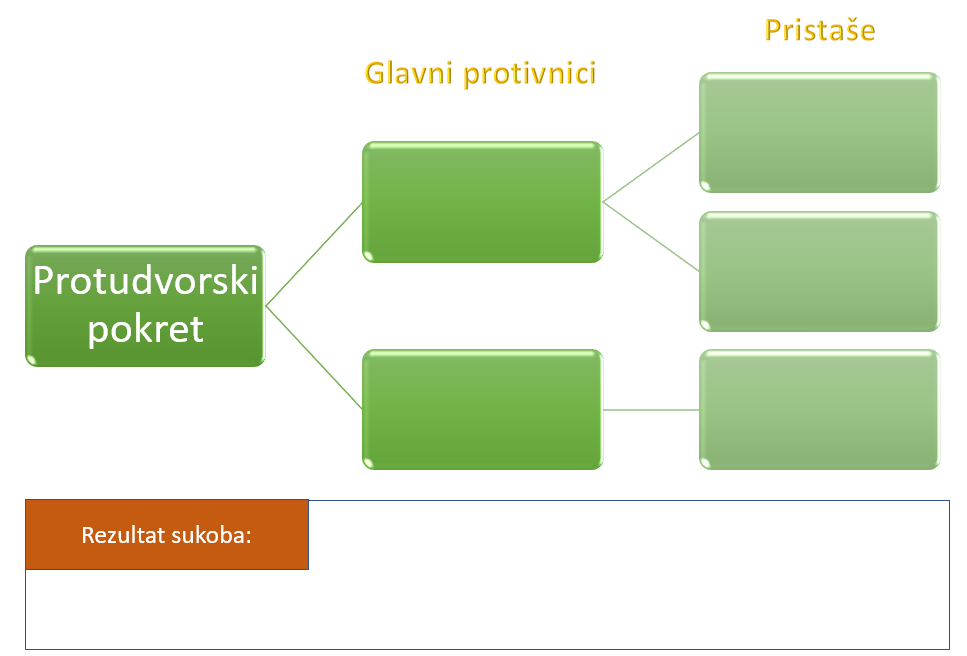 Pristaše
Glavni protivnici
Protudvorski
pokret
Rezultat sukoba: